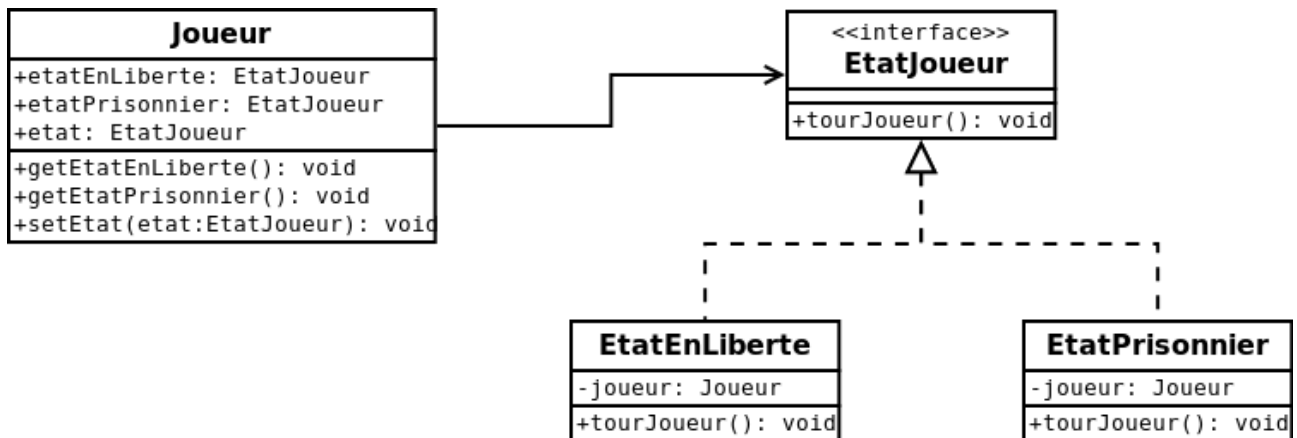 Joueur
+etatEnLiberte: EtatJoueur
+etatPrisonnier: EtatJoueur
+etat: EtatJoueur
+getEtatEnLiberte(): void
+getEtatPrisonnier(): void
+setEtat(etat:EtatJoueur): void
<<interface>>
EtatJoueur
+tourJoueur(): void
EtatEnLiberte
-joueur: Joueur
+tourJoueur(): void
EtatPrisonnier
-joueur: Joueur
+tourJoueur(): void